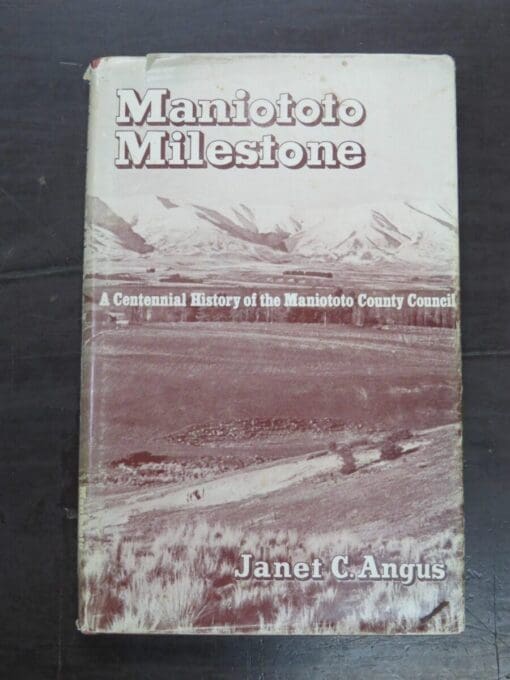 Maniototo
Milestone
A Centennial History of the Maniototo County Council
Janet C. Angus